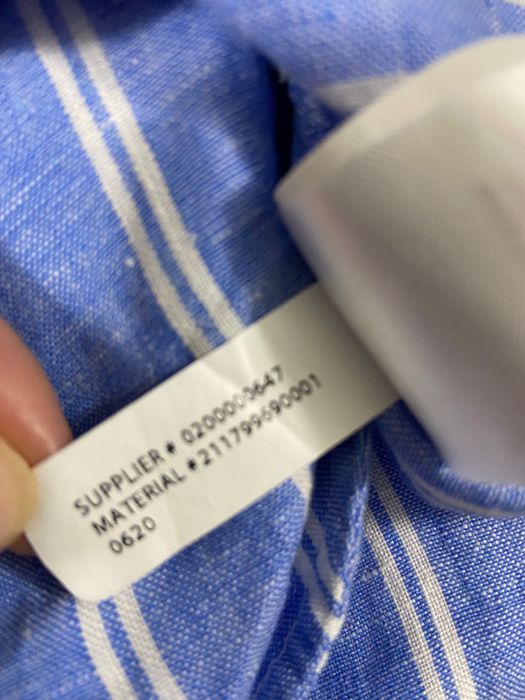 SUPPLIER # 0200000647
MATERIAL #211799690001
0620